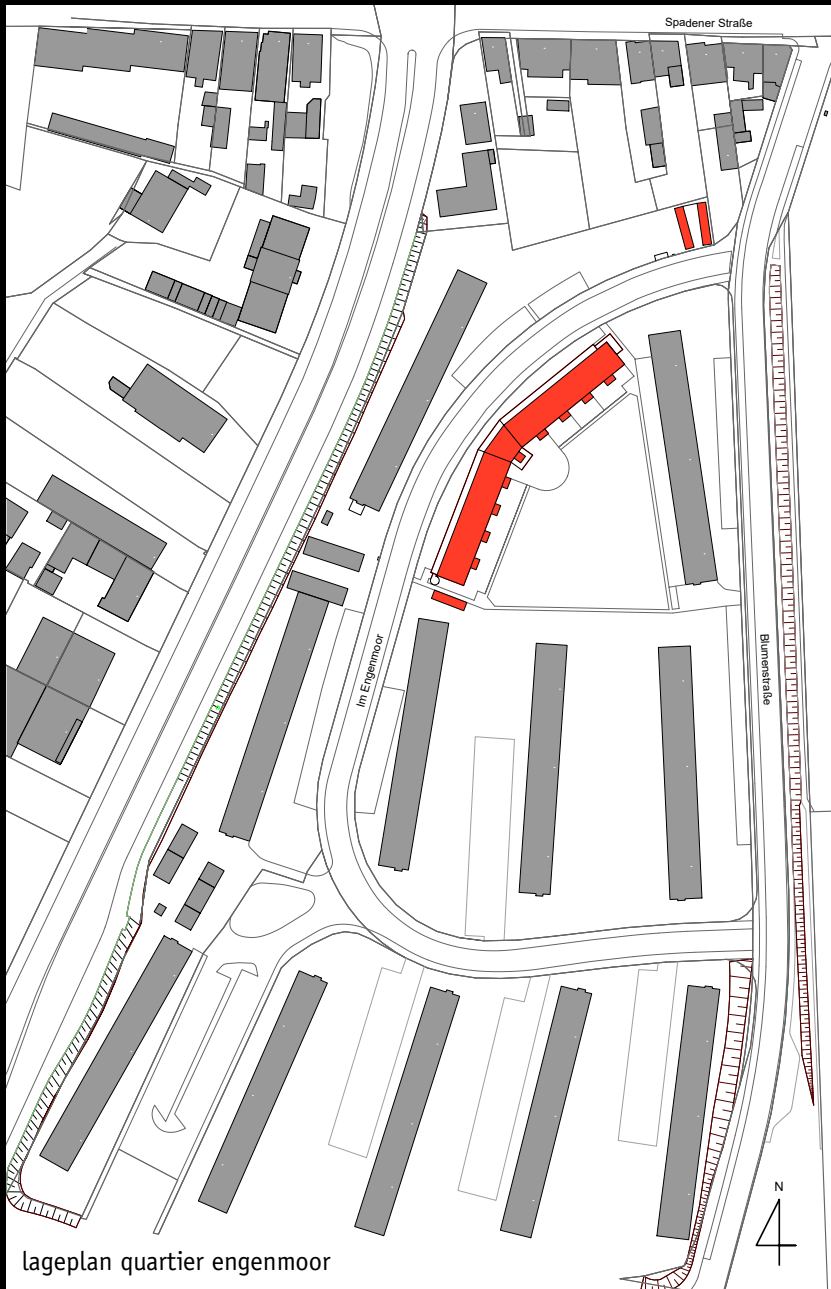 Spadener Straße
Im Engenmoor
Blumenstraße
N
lageplan quartier engenmoor